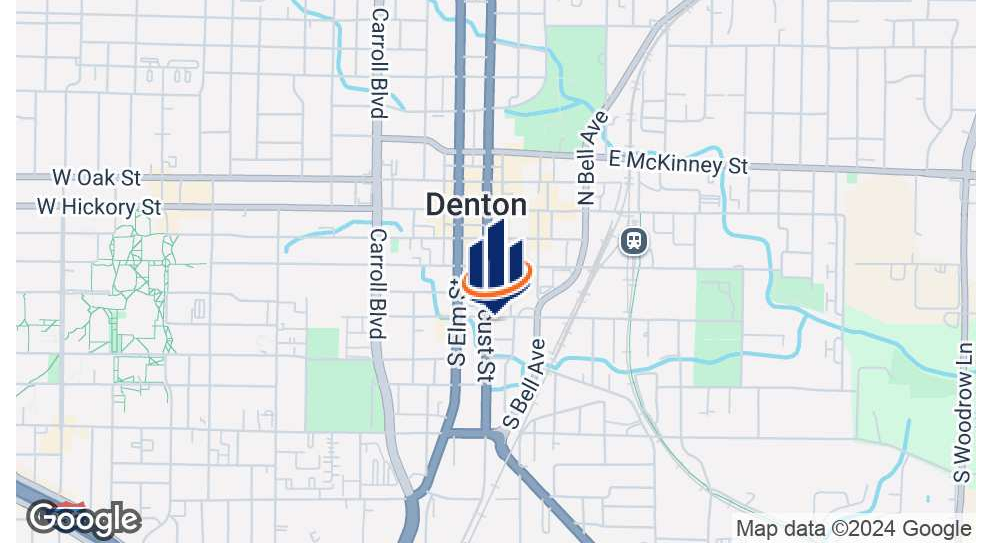 Carroll Blvd
N Bell Ave
E McKinney St
W Oak St
W Hickory St
Denton
Carroll Blvd
S Elm St
ust St
S Bell Ave
S Woodrow Ln
Google
Map data ©2024 Google